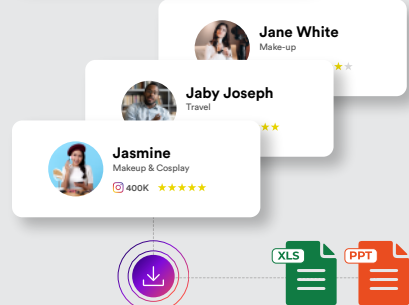 Jane White
Make-up
Jaby Joseph
Travel
Jasmine
Makeup & Cosplay
400K
XLS
PPT